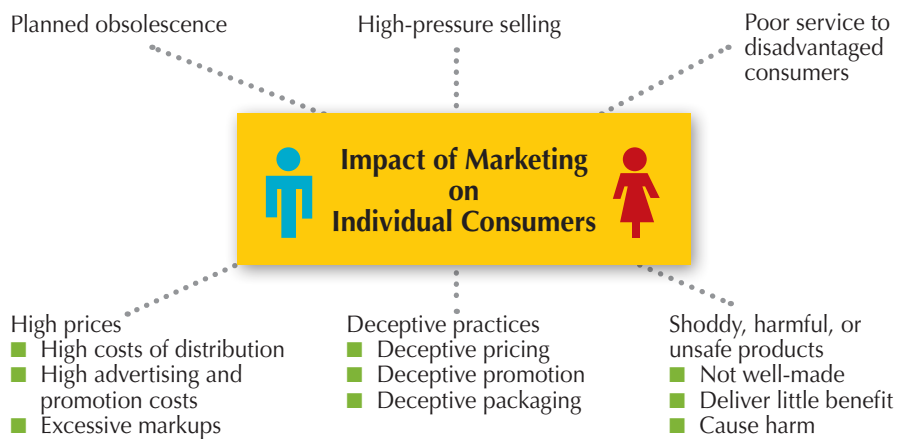 Planned obsolescence
High-pressure selling
Poor service to
disadvantaged
consumers
Impact of Marketing
on
Individual Consumers
High prices
■ High costs of distribution
■ High advertising and
promotion costs
■ Excessive markups
Deceptive practices
■ Deceptive pricing
■ Deceptive promotion
■ Deceptive packaging
Shoddy, harmful, or
unsafe products
■ Not well-made
■ Deliver little benefit
■ Cause harm